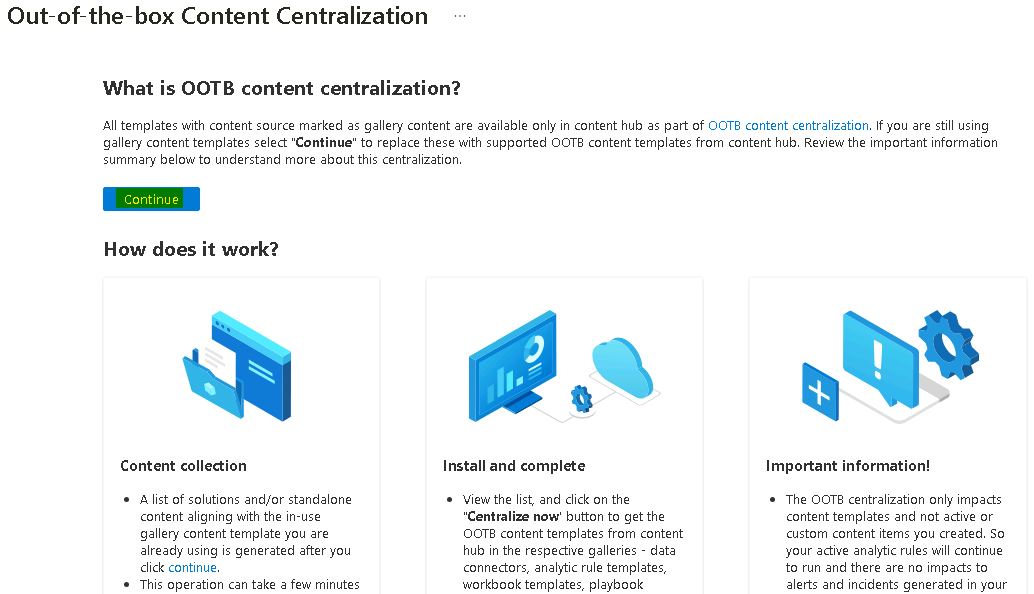 Out-of-the-box Content Centralization ...
What is OOTB content centralization?
All templates with content source marked as gallery content are available only in content hub as part of OOTB content centralization. If you are still using
gallery content templates select "Continue" to replace these with supported OOTB content templates from content hub. Review the important information
summary below to understand more about this centralization.
Continue
How does it work?
Content collection
• A list of solutions and/or standalone
content aligning with the in-use
gallery content template you are
already using is generated after you
click continue.
• This operation can take a few minutes
Install and complete
• View the list, and click on the
"Centralize now' button to get the
OOTB content templates from content
hub in the respective galleries - data
connectors, analytic rule templates,
workbook templates, playbook
Important information!
• The OOTB centralization only impacts
content templates and not active or
custom content items you created. So
your active analytic rules will continue
to run and there are no impacts to
alerts and incidents generated in your